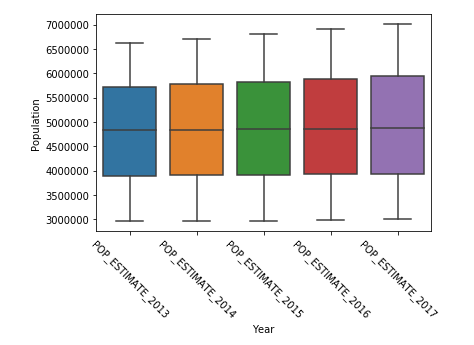 7000000
6500000
6000000
5500000
5000000
4500000
4000000
3500000
3000000
Population
POP_ESTIMATE_2013
POP_ESTIMATE_2014
POP_ESTIMATE_2015
POP_ESTIMATE_2016
POP_ESTIMATE_2017
Year